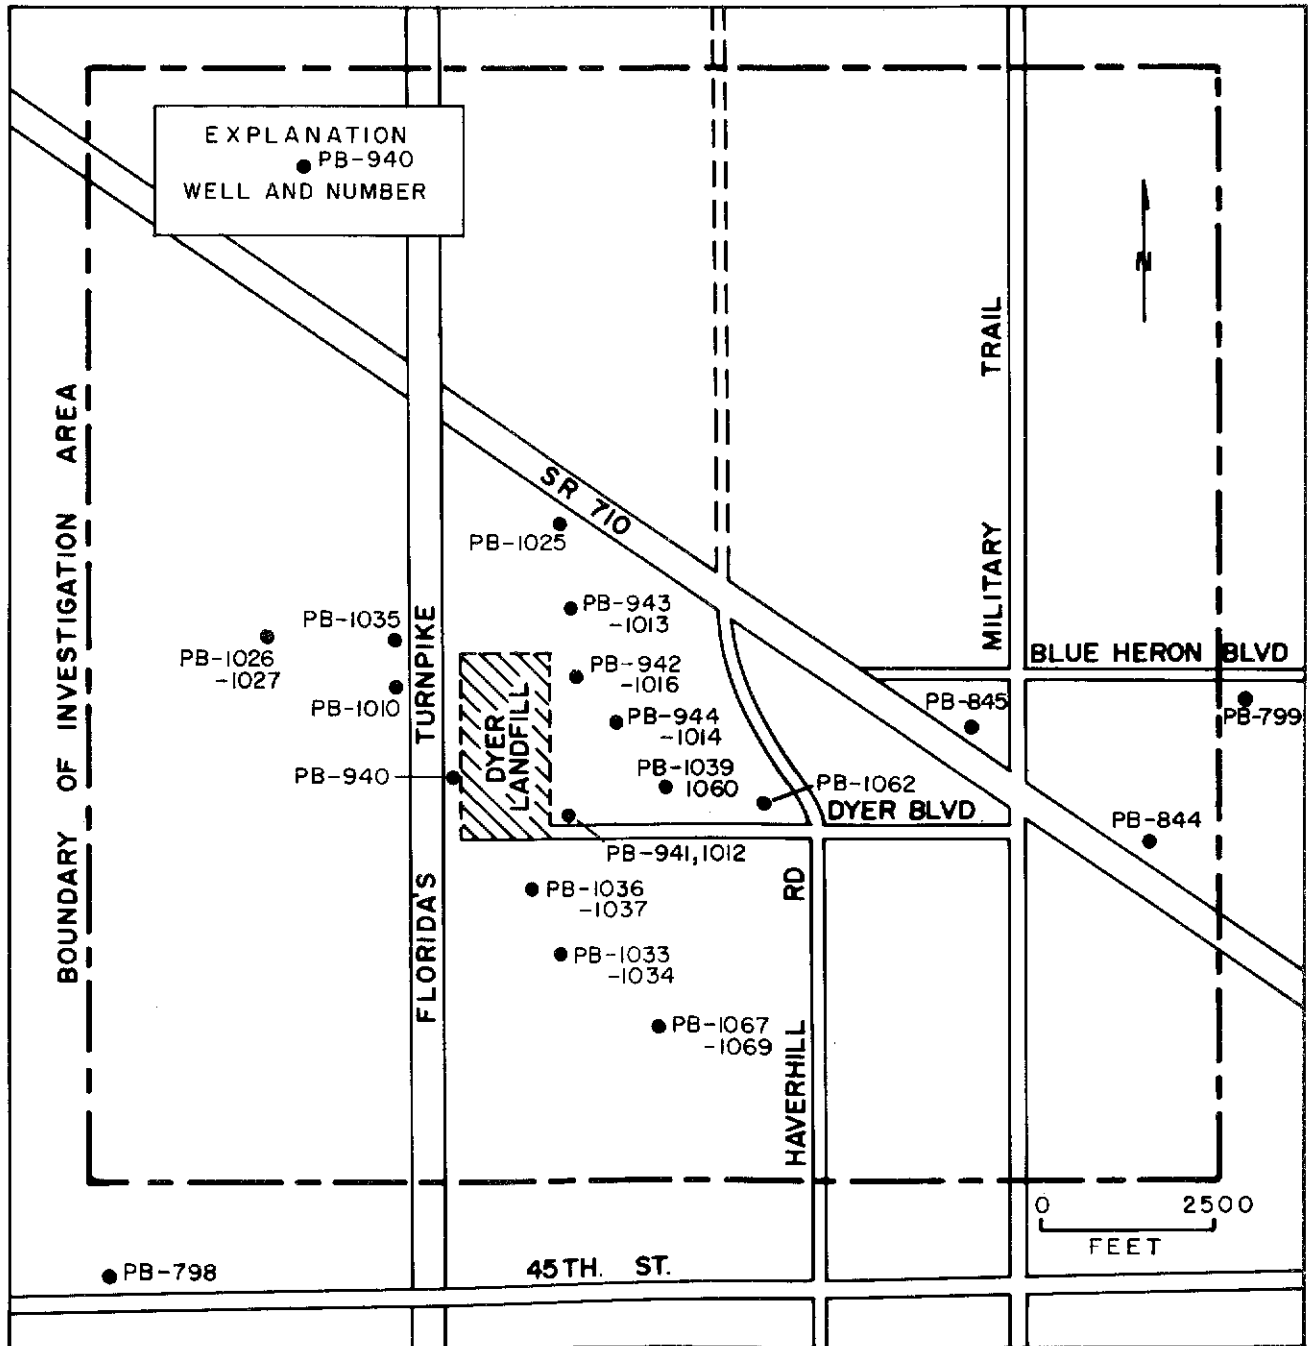 EXPLANATION
PB-940
WELL AND NUMBER
N
BOUNDARY OF INVESTIGATION AREA
MILITARY TRAIL
SR 710
PB-1025
PB-943
-1013
PB-1035
PB-1026
-1027
PB-942
-1016
BLUE HERON BLVD
PB-1010
FLORIDA'S TURNPIKE
DYER
LANDFILL
PB-944
-1014
PB-845
PB-799
PB-940
PB-1039
1060
PB-1062
DYER BLVD
PB-844
PB-941,1012
PB-1036
-1037
PB-1033
-1034
PB-1067
-1069
HAVERHILL RD
0 2500
FEET
PB-798
45TH. ST.